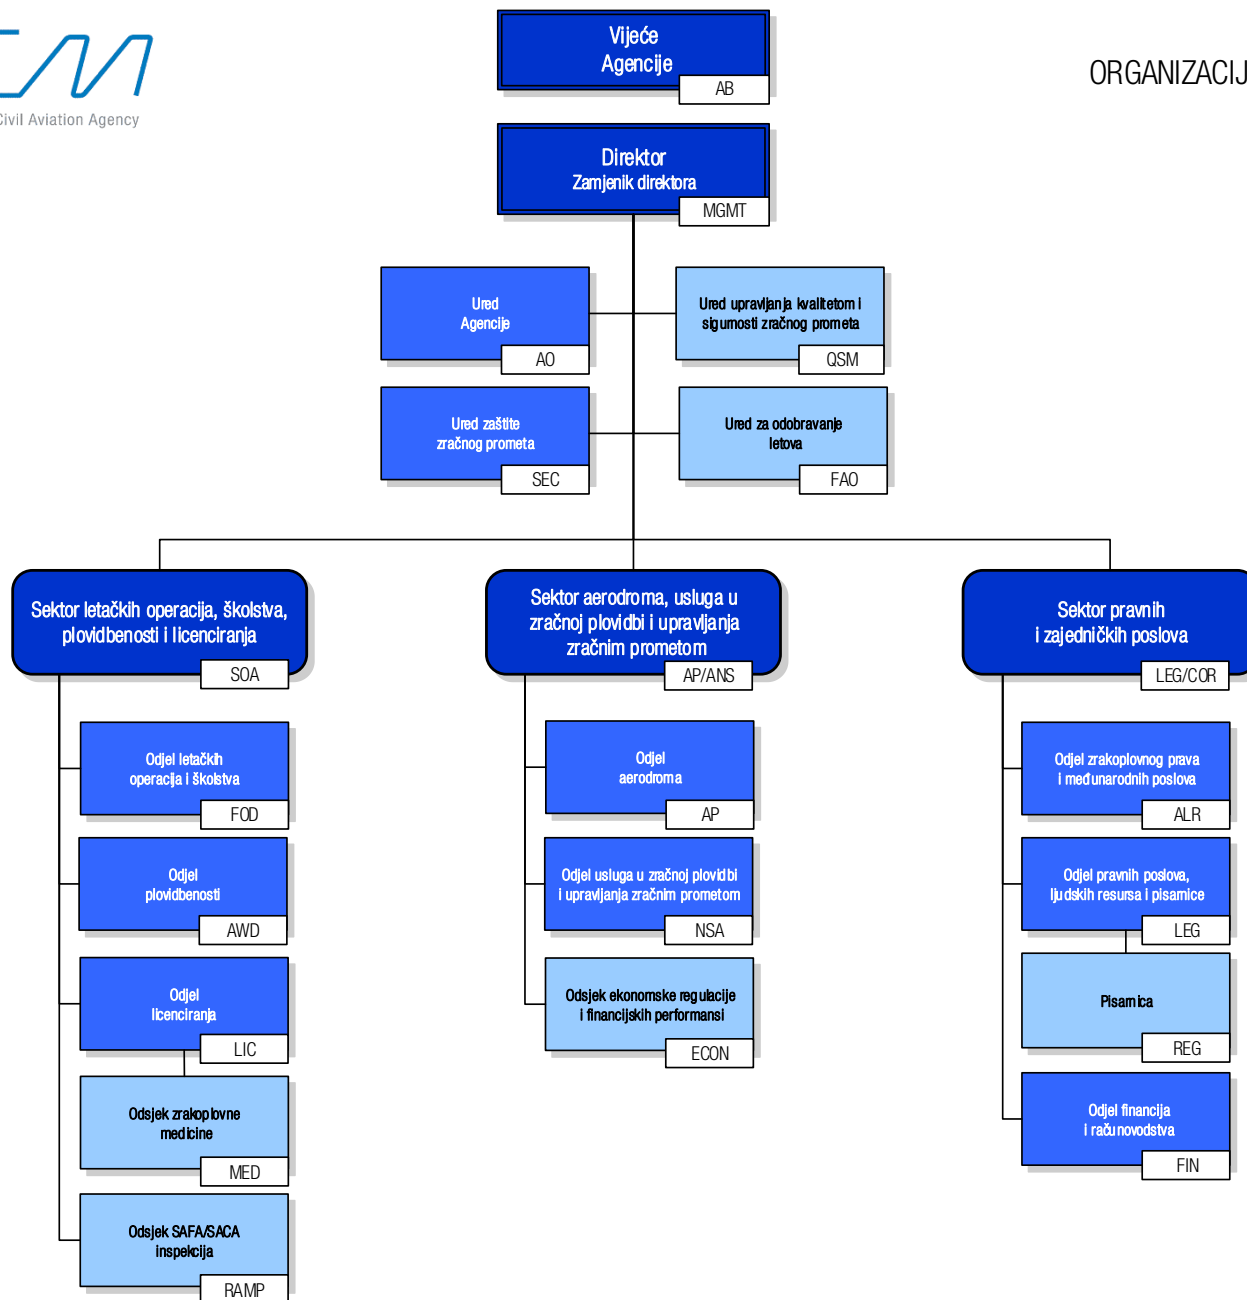 Civil Aviation Agency
ORGANIZACIJ
Vijeće
Agencije
AB
Direktor
Zamjenik direktora
MGMT
Ured
Agencije
AO
Ured upravljanja kvalitetom i
sigurnosti zračnog prometa
QSM
Ured zaštite
zračnog prometa
SEC
Ured za odobravanje
letova
FAO
Sektor letačkih operacija, školstva,
plovidbenosti i licenciranja
SOA
Odjel letačkih
operacija i školstva
FOD
Odjel
plovidbenosti
AWD
Odjel
licenciranja
LIC
Odsjek zrakoplovne
medicine
MED
Odsjek SAFA/SACA
inspekcija
RAMP
Sektor aerodroma, usluga u
zračnoj plovidbi i upravljanja
zračnim prometom
AP/ANS
Odjel
aerodroma
AP
Odjel usluga u zračnoj plovidbi
i upravljanja zračnim prometom
NSA
Odsjek ekonomske regulacije
i financijskih performansi
ECON
Sektor pravnih
i zajedničkih poslova
LEG/COR
Odjel zrakoplovnog prava
i međunarodnih poslova
ALR
Odjel pravnih poslova,
ljudskih resursa i pisarnice
LEG
Pisarnica
REG
Odjel financija
i računovodstva
FIN